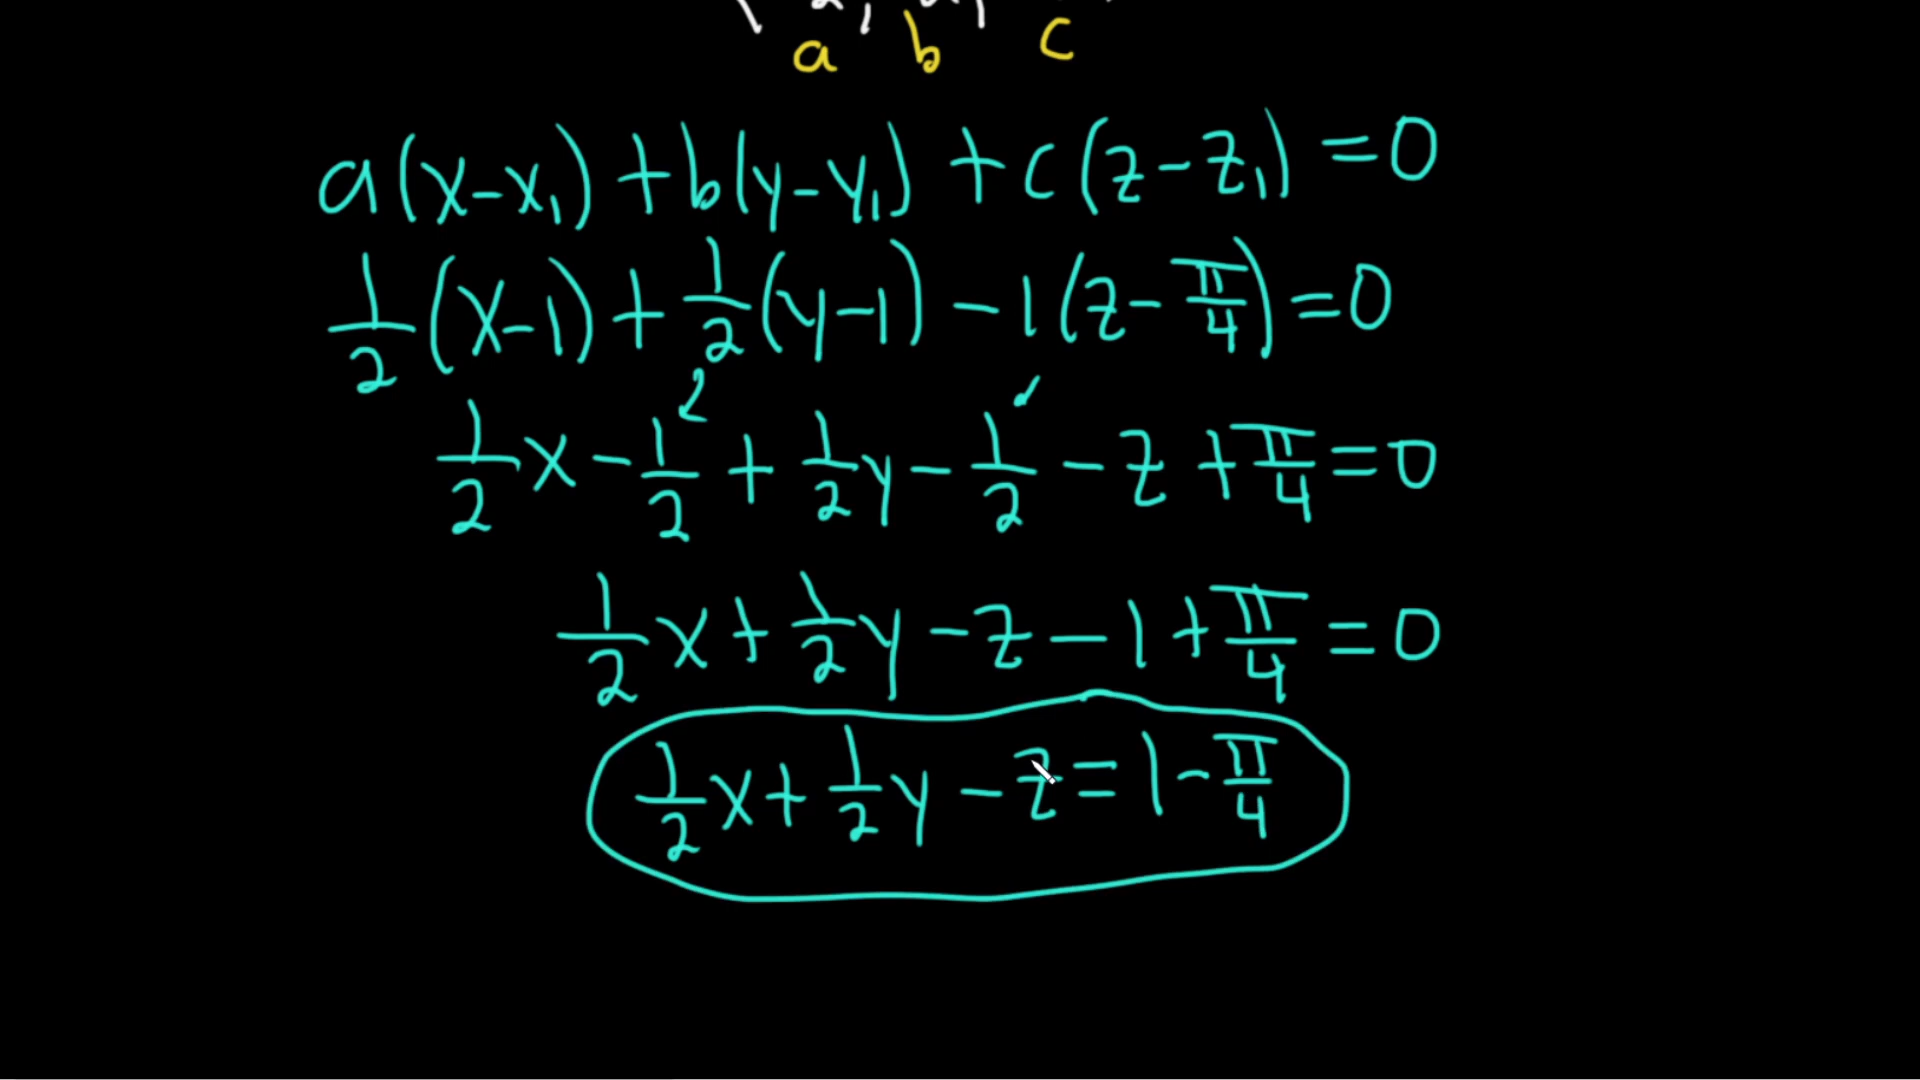 a b c
a(x-x₁) + b(y-y₁) + c(z-z₁) = 0
1/2(x-1) + 1/2(y-1) - 1(z-π/4) = 0
1/2x - 1/2 + 1/2y - 1/2 - z + π/4 = 0
1/2x + 1/2y - z - 1 + π/4 = 0
1/2x + 1/2y - z = 1 - π/4